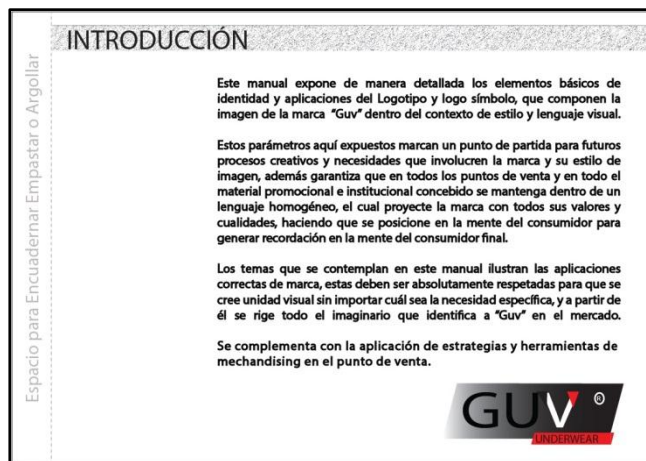 INTRODUCCIÓN
Espacio para Encuadernar Empastar o Argollar
Este manual expone de manera detallada los elementos básicos de
identidad y aplicaciones del Logotipo y logo símbolo, que componen la
imagen de la marca “Guv” dentro del contexto de estilo y lenguaje visual.
Estos parámetros aquí expuestos marcan un punto de partida para futuros
procesos creativos y necesidades que involucren la marca y su estilo de
imagen, además garantiza que en todos los puntos de venta y en todo el
material promocional e institucional concebido se mantenga dentro de un
lenguaje homogéneo, el cual proyecte la marca con todos sus valores y
cualidades, haciendo que se posicione en la mente del consumidor para
generar recordación en la mente del consumidor final.
Los temas que se contemplan en este manual ilustran las aplicaciones
correctas de marca, estas deben ser absolutamente respetadas para que se
cree unidad visual sin importar cuál sea la necesidad específica, y a partir de
él se rige todo el imaginario que identifica a “Guv” en el mercado.
Se complementa con la aplicación de estrategias y herramientas de
mechandising en el punto de venta.
GUV ®
UNDERWEAR